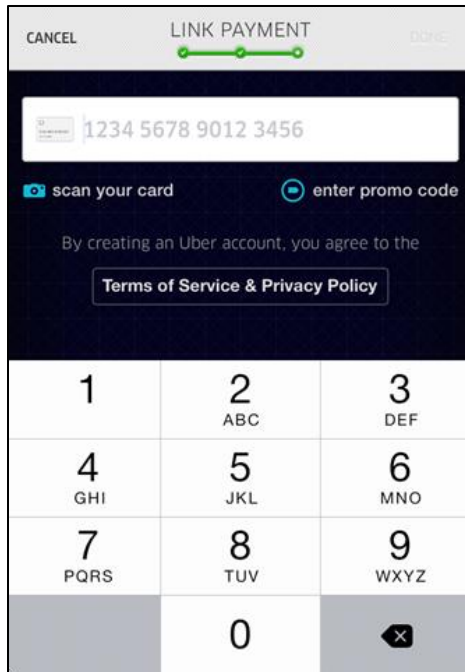 CANCEL LINK PAYMENT DONE
1234 5678 9012 3456
scan your card enter promo code
By creating an Uber account, you agree to the
Terms of Service & Privacy Policy
1 2 3
ABC DEF
4 5 6
GHI JKL MNO
7 8 9
PQRS TUV WXYZ
0